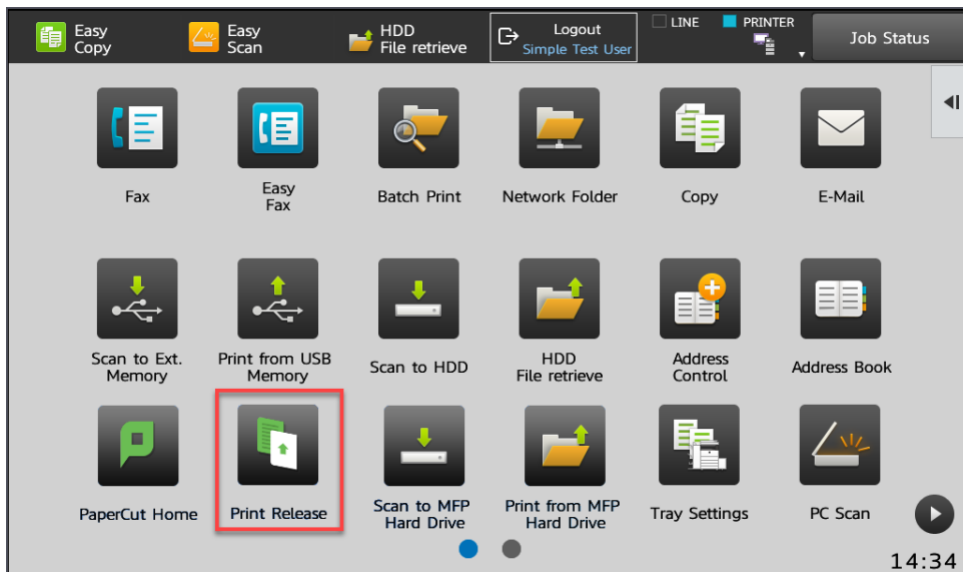 Easy
Copy
Easy
Scan
HDD
File retrieve
Logout
Simple Test User
LINE
PRINTER
Job Status
Fax
Easy
Fax
Batch Print
Network Folder
Copy
E-Mail
Scan to Ext.
Memory
Print from USB
Memory
Scan to HDD
HDD
File retrieve
Address
Control
Address Book
PaperCut Home
Print Release
Scan to MFP
Hard Drive
Print from MFP
Hard Drive
Tray Settings
PC Scan
14:34